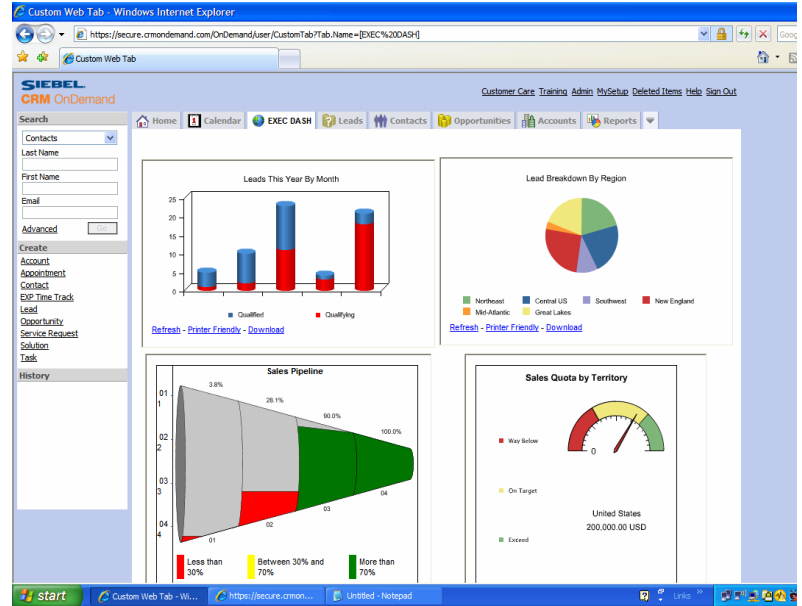 Custom Web Tab - Windows Internet Explorer
https://secure.crmondemand.com/OnDemand/user/CustomTab?Tab.Name=[EXEC%20DASH]
Goog
Custom Web Tab
SIEBEL.
CRM OnDemand
Customer Care Training Admin MySetup Deleted Items Help Sign Out
Search
Home Calendar EXEC DASH Leads Contacts Opportunities Accounts Reports
Contacts
Last Name
First Name
Email
Advanced Go
Create
Account
Appointment
Contact
EXP Time Track
Lead
Opportunity
Service Request
Solution
Task
History
Leads This Year By Month
25
20
15
10
5
0
Qualified Qualifying
Refresh - Printer Friendly - Download
Lead Breakdown By Region
Northeast Central US Southwest New England
Mid-Atlantic Great Lakes
Refresh - Printer Friendly - Download
Sales Pipeline
3.8%
26.1%
90.0%
100.0%
01
1
02
2
03
3
04
4
01
02
03
04
Less than 30%
Between 30% and 70%
More than 70%
Sales Quota by Territory
Way Below
0
On Target
United States
200,000.00 USD
Exceed
start
Custom Web Tab - Wi...
https://secure.crmon...
Untitled - Notepad
Links